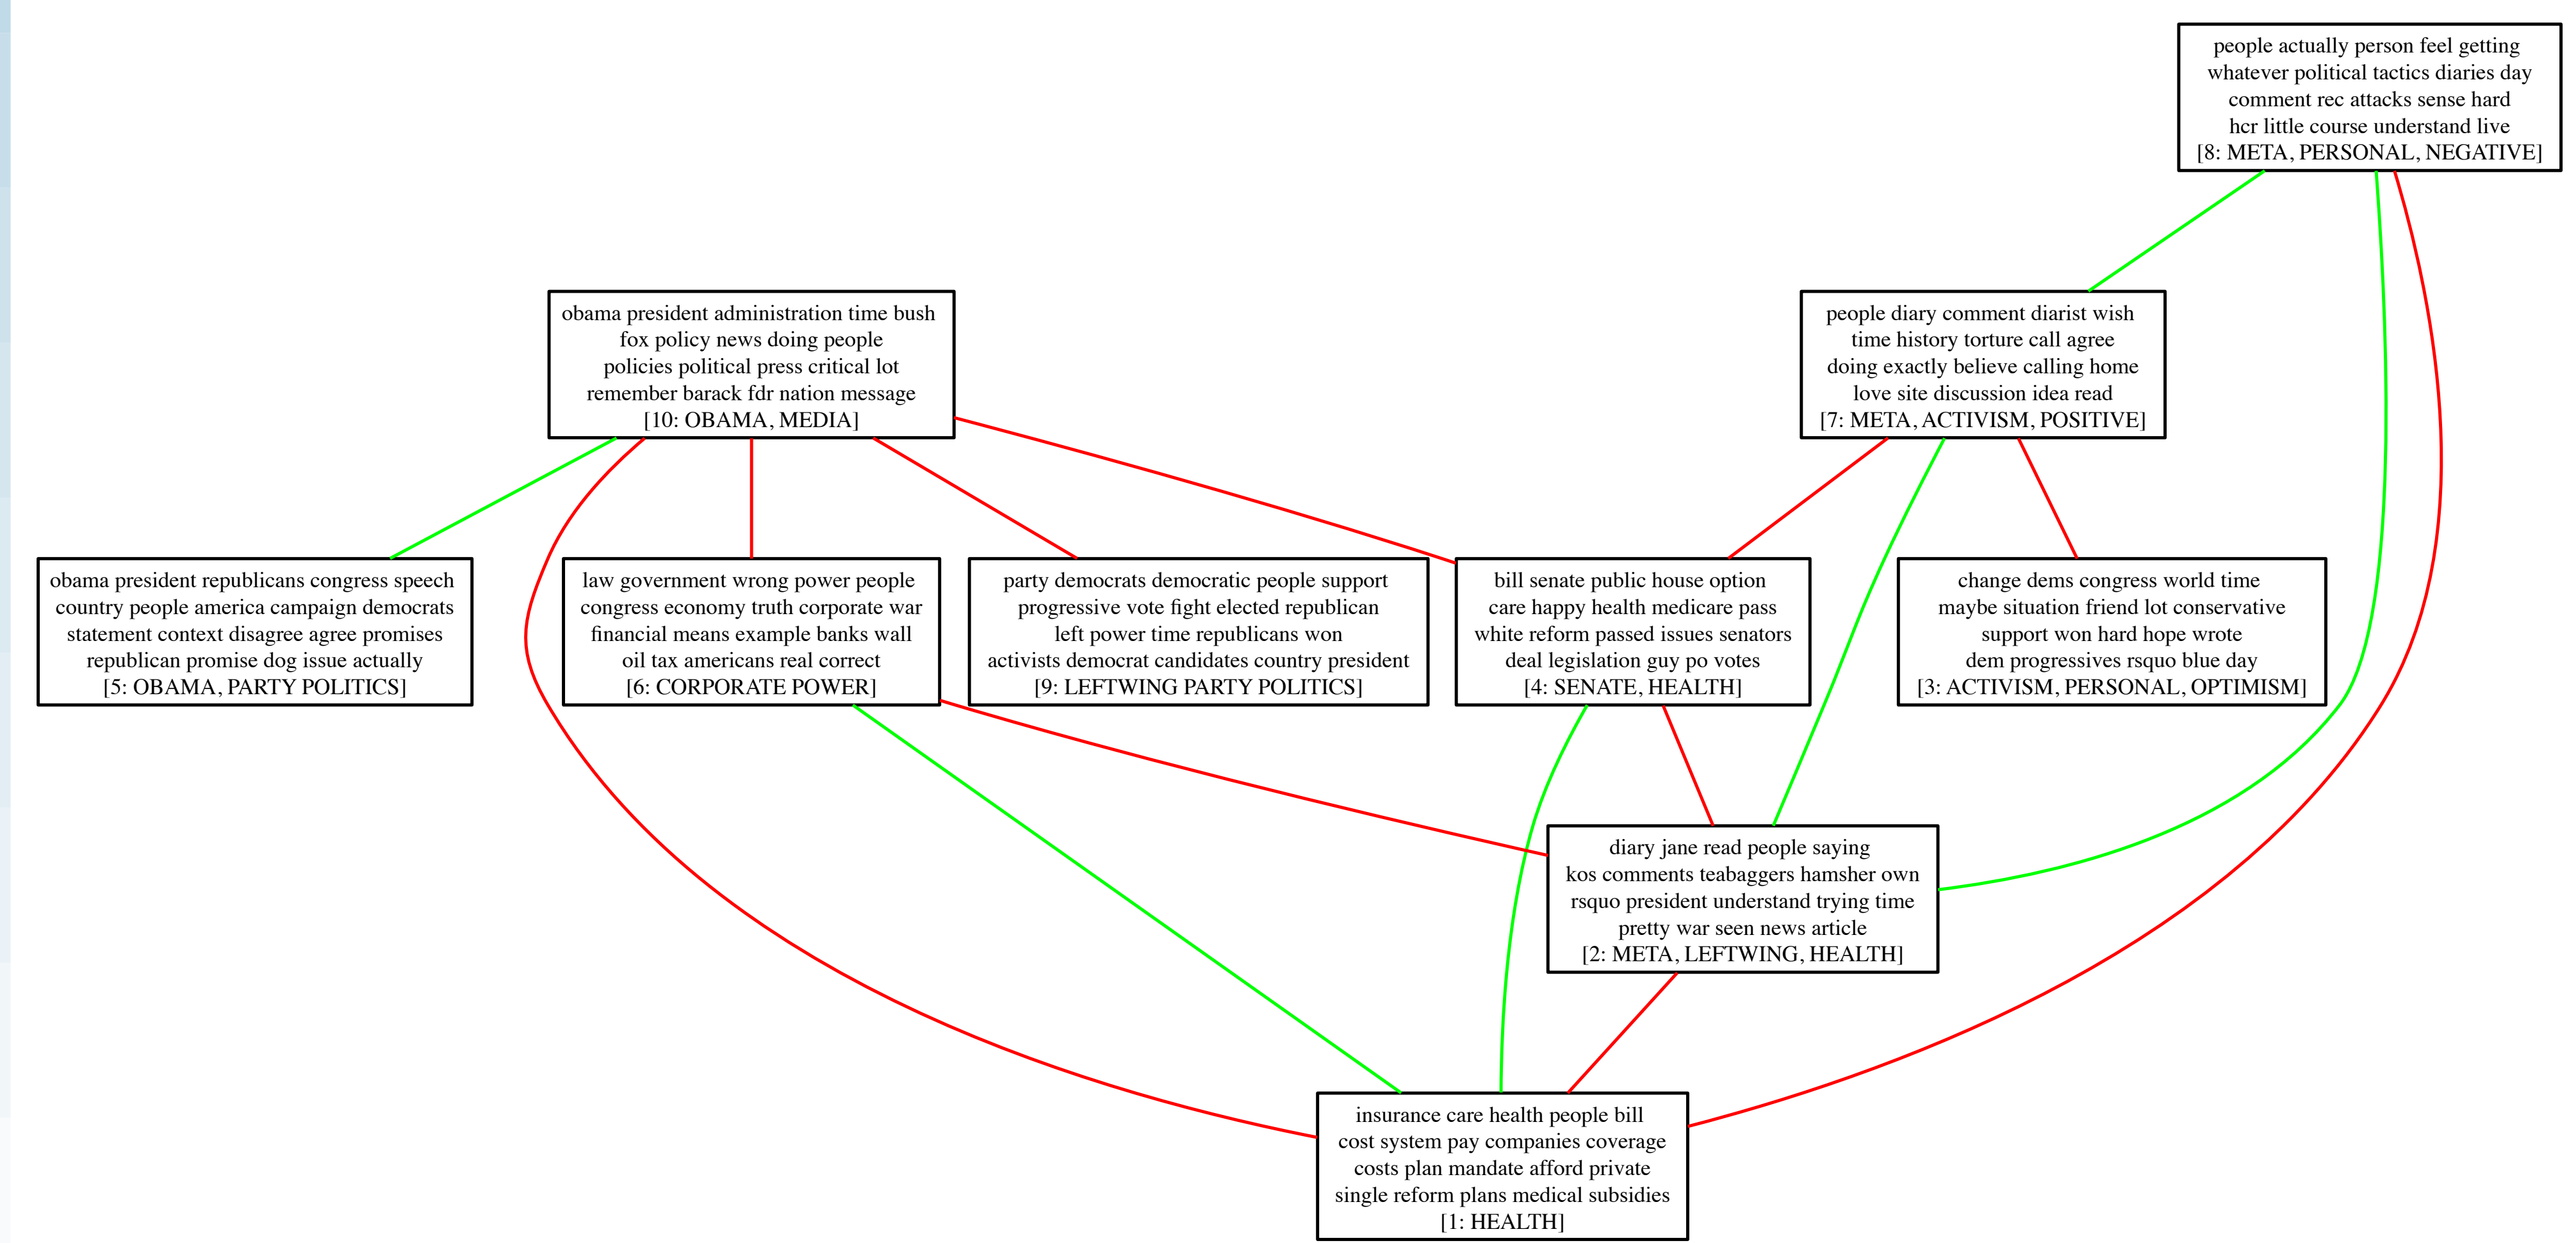 people actually person feel getting
whatever political tactics diaries day
comment rec attacks sense hard
hcr little course understand live
[8: META, PERSONAL, NEGATIVE]
obama president administration time bush
fox policy news doing people
policies political press critical lot
remember barack fdr nation message
[10: OBAMA, MEDIA]
people diary comment diarist wish
time history torture call agree
doing exactly believe calling home
love site discussion idea read
[7: META, ACTIVISM, POSITIVE]
obama president republicans congress speech
country people america campaign democrats
statement context disagree agree promises
republican promise dog issue actually
[5: OBAMA, PARTY POLITICS]
law government wrong power people
congress economy truth corporate war
financial means example banks wall
oil tax americans real correct
[6: CORPORATE POWER]
party democrats democratic people support
progressive vote fight elected republican
left power time republicans won
activists democrat candidates country president
[9: LEFTWING PARTY POLITICS]
bill senate public house option
care happy health medicare pass
white reform passed issues senators
deal legislation guy po votes
[4: SENATE, HEALTH]
change dems congress world time
maybe situation friend lot conservative
support won hard hope wrote
dem progressives rsquo blue day
[3: ACTIVISM, PERSONAL, OPTIMISM]
diary jane read people saying
kos comments teabaggers hamsher own
rsquo president understand trying time
pretty war seen news article
[2: META, LEFTWING, HEALTH]
insurance care health people bill
cost system pay companies coverage
costs plan mandate afford private
single reform plans medical subsidies
[1: HEALTH]